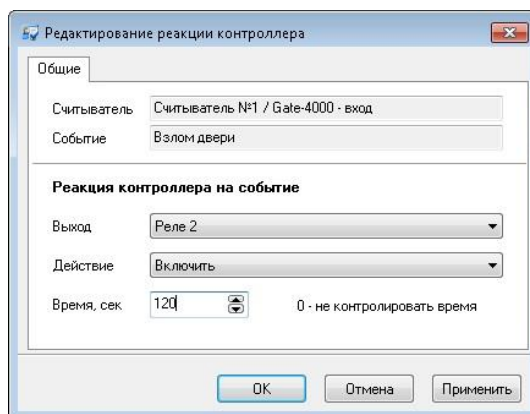 Редактирование реакции контроллера
Общие
Считыватель Считыватель №1 / Gate-4000 - вход
Событие Взлом двери
Реакция контроллера на событие
Выход Реле 2
Действие Включить
Время, сек 120 0 - не контролировать время
ОК Отмена Применить